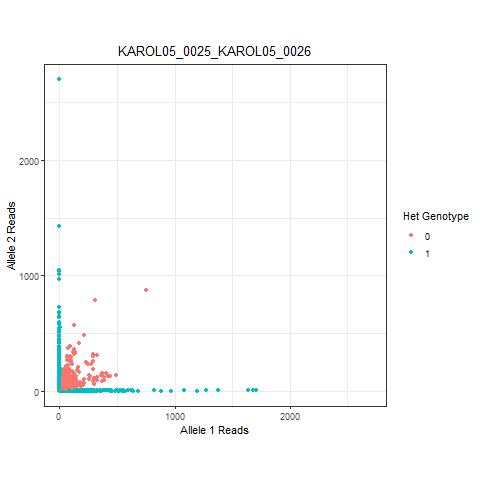 KAROL05_0025_KAROL05_0026
Allele 2 Reads
2000
1000
0
0 1000 2000
Allele 1 Reads
Het Genotype
0
1